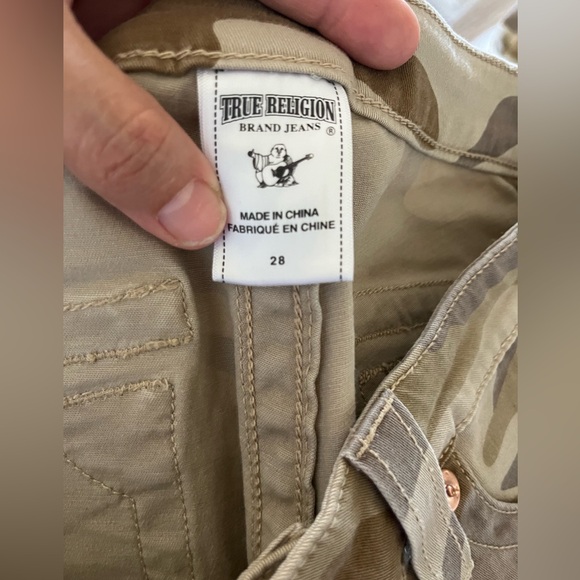 TRUE RELIGION
BRAND JEANS ®
MADE IN CHINA
FABRIQUÉ EN CHINE
28